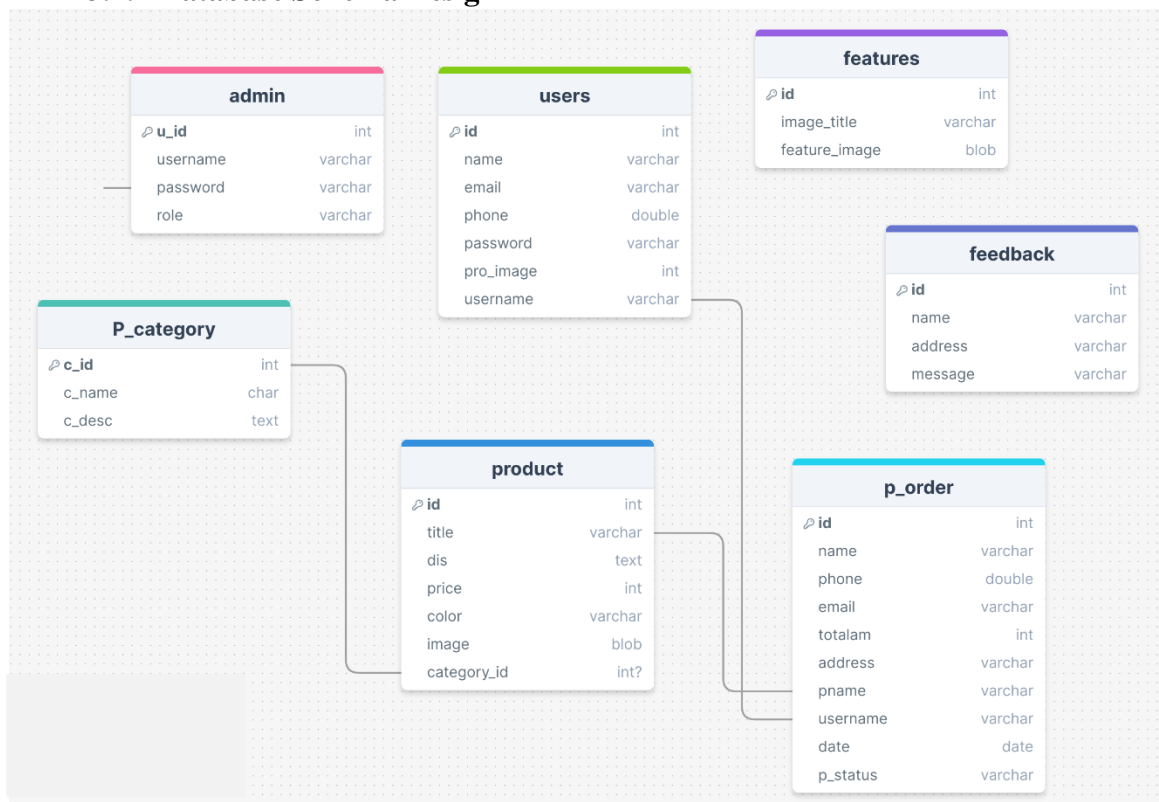 admin
u_id int
username varchar
password varchar
role varchar
users
id int
name varchar
email varchar
phone double
password varchar
pro_image int
username varchar
features
id int
image_title varchar
feature_image blob
feedback
id int
name varchar
address varchar
message varchar
P_category
c_id int
c_name char
c_desc text
product
id int
title varchar
dis text
price int
color varchar
image blob
category_id int?
p_order
id int
name varchar
phone double
email varchar
totalam int
address varchar
pname varchar
username varchar
date date
p_status varchar